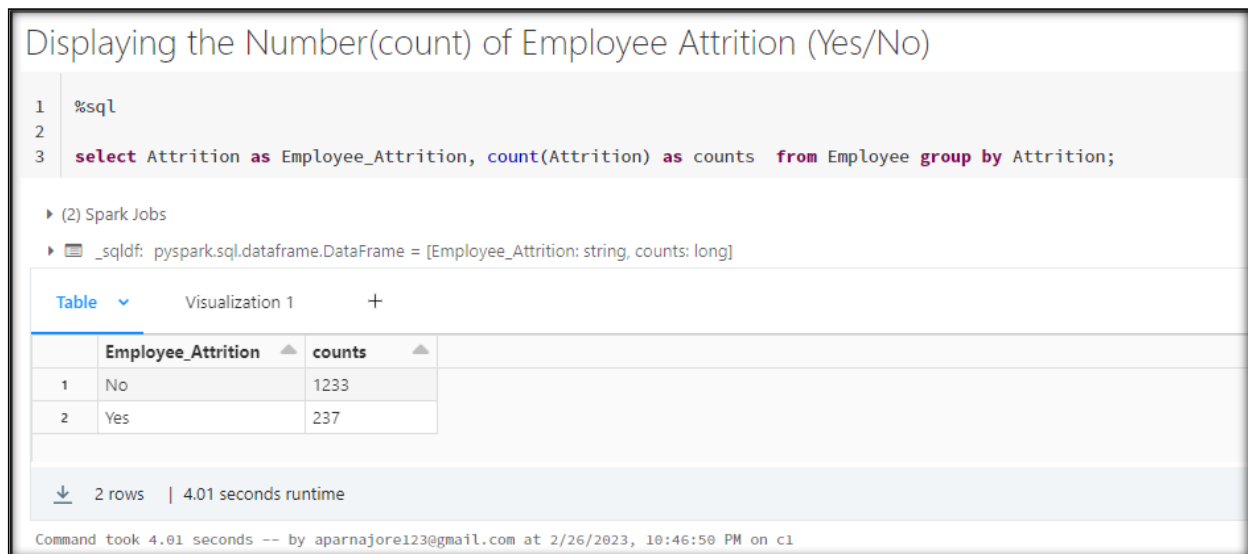 Displaying the Number(count) of Employee Attrition (Yes/No)
1 %sql
2
3 select Attrition as Employee_Attrition, count(Attrition) as counts  from Employee group by Attrition;
(2) Spark Jobs
_sqldf: pyspark.sql.dataframe.DataFrame = [Employee_Attrition: string, counts: long]
Table Visualization 1 +
Employee_Attrition counts
1 No 1233
2 Yes 237
2 rows | 4.01 seconds runtime
Command took 4.01 seconds -- by aparnajore123@gmail.com at 2/26/2023, 10:46:50 PM on c1